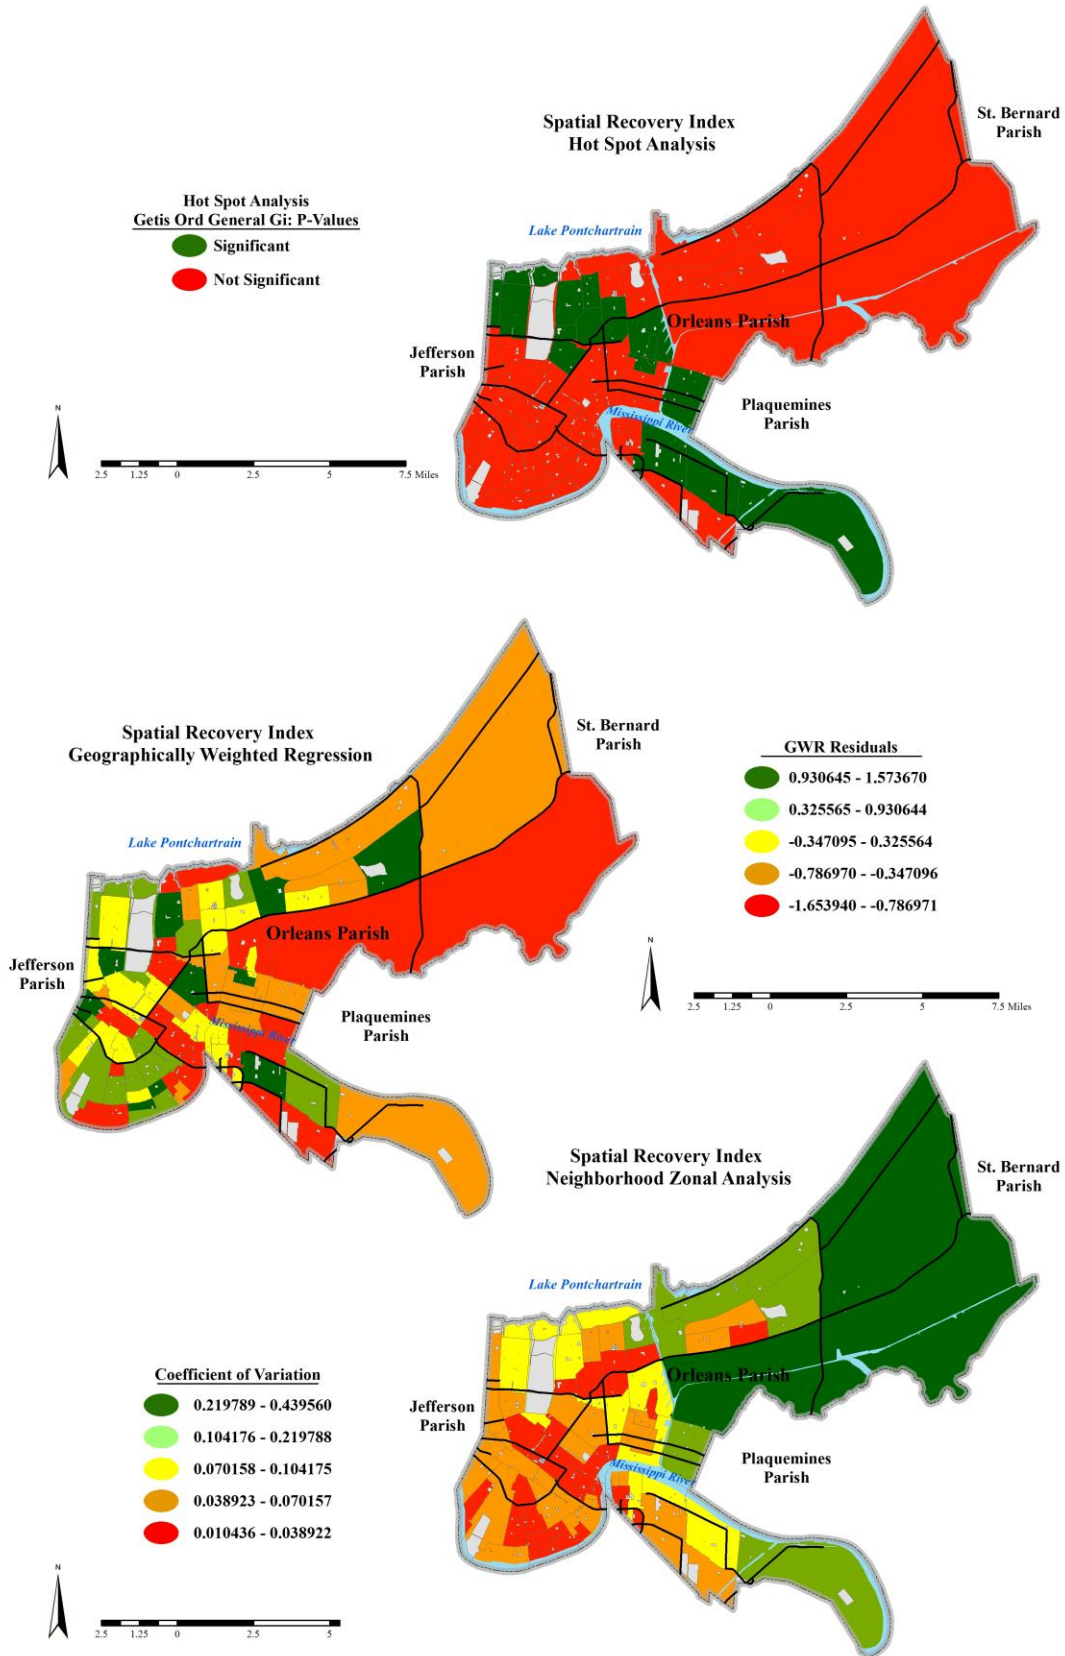 Spatial Recovery Index
Hot Spot Analysis
St. Bernard
Parish
Hot Spot Analysis
Getis Ord General Gi: P-Values
Significant
Not Significant
Lake Pontchartrain
Orleans Parish
Jefferson
Parish
Plaquemines
Parish
Mississippi River
N
2.5 1.25 0 2.5 5 7.5 Miles
Spatial Recovery Index
Geographically Weighted Regression
St. Bernard
Parish
GWR Residuals
0.930645 - 1.573670
0.325565 - 0.930644
-0.347095 - 0.325564
-0.786970 - -0.347096
-1.653940 - -0.786971
Lake Pontchartrain
Orleans Parish
Jefferson
Parish
Plaquemines
Parish
Mississippi River
N
2.5 1.25 0 2.5 5 7.5 Miles
Spatial Recovery Index
Neighborhood Zonal Analysis
St. Bernard
Parish
Lake Pontchartrain
Coefficient of Variation
0.219789 - 0.439560
0.104176 - 0.219788
0.070158 - 0.104175
0.038923 - 0.070157
0.010436 - 0.038922
Orleans Parish
Jefferson
Parish
Plaquemines
Parish
Mississippi River
N
2.5 1.25 0 2.5 5